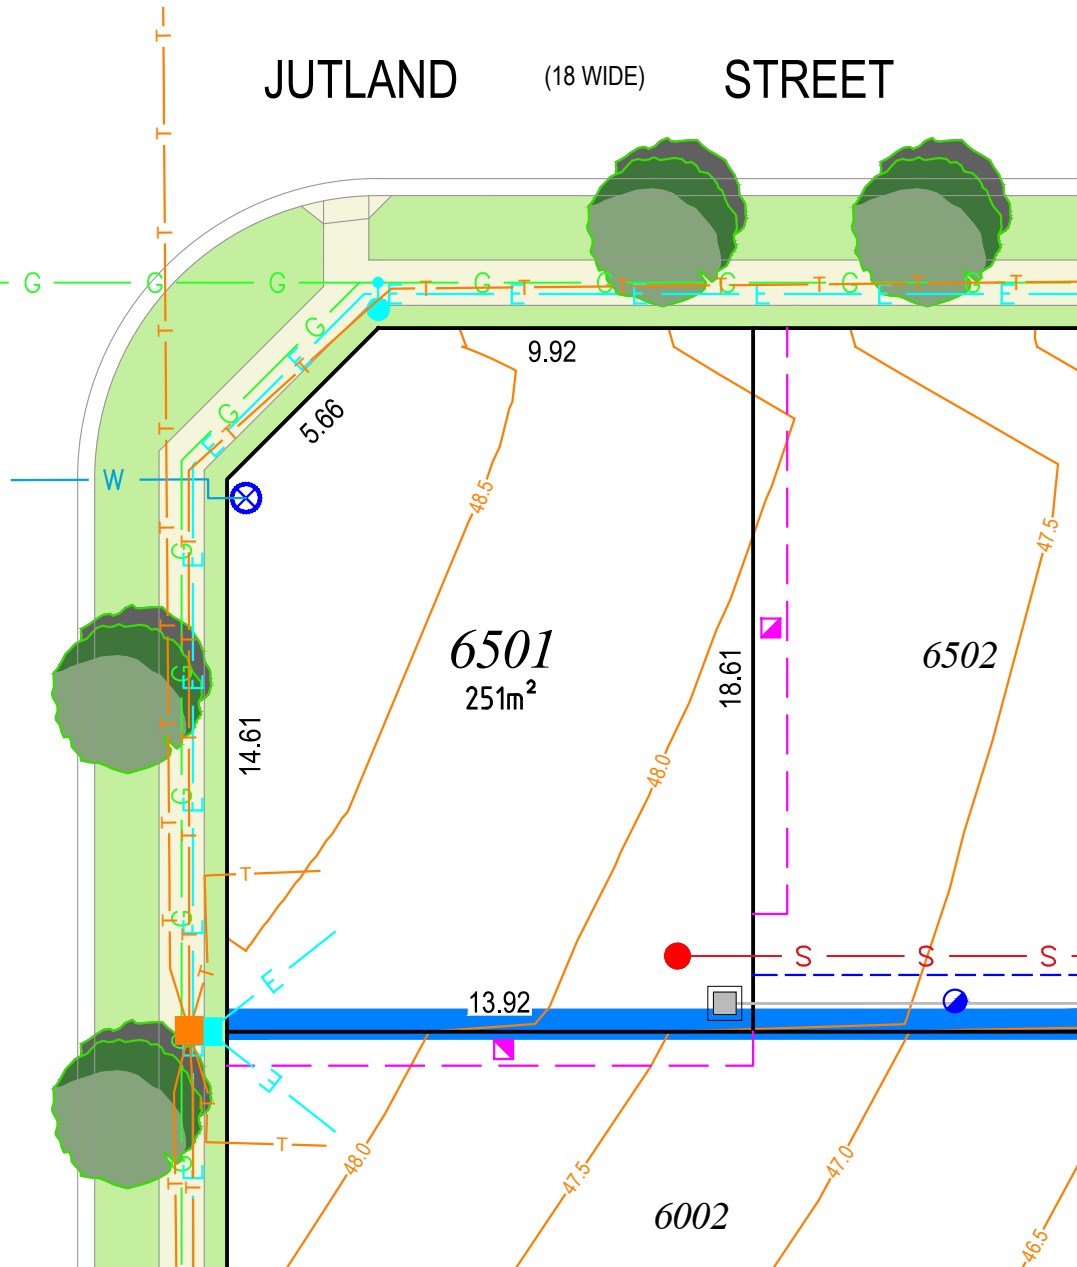 JUTLAND (18 WIDE) STREET
T
T
T
G G G E T G T G T G T G T
E E E E
T
G E T
9.92
5.66
G T E
T
W
48.5
47.5
T G T E
6501
251m²
6502
18.61
T T
G E
14.61
T T
48.0
G E
T T
T
T G T E
S S S
T E
13.92
G E
E
T
T
48.0
47.5
47.0
G E
T T
6002
46.5